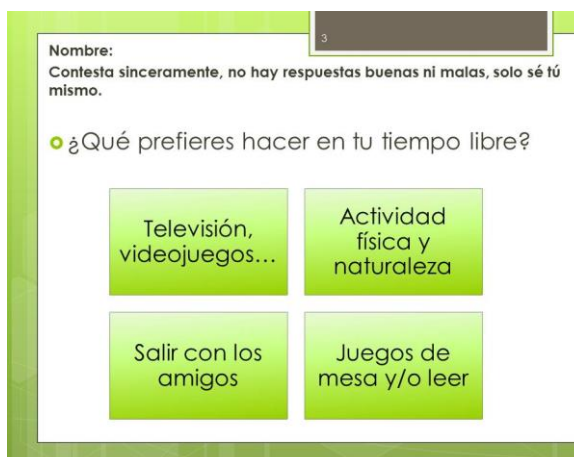 3
Nombre:
Contesta sinceramente, no hay respuestas buenas ni malas, solo sé tú
mismo.
¿Qué prefieres hacer en tu tiempo libre?
Televisión,
videojuegos...
Actividad
física y
naturaleza
Salir con los
amigos
Juegos de
mesa y/o leer